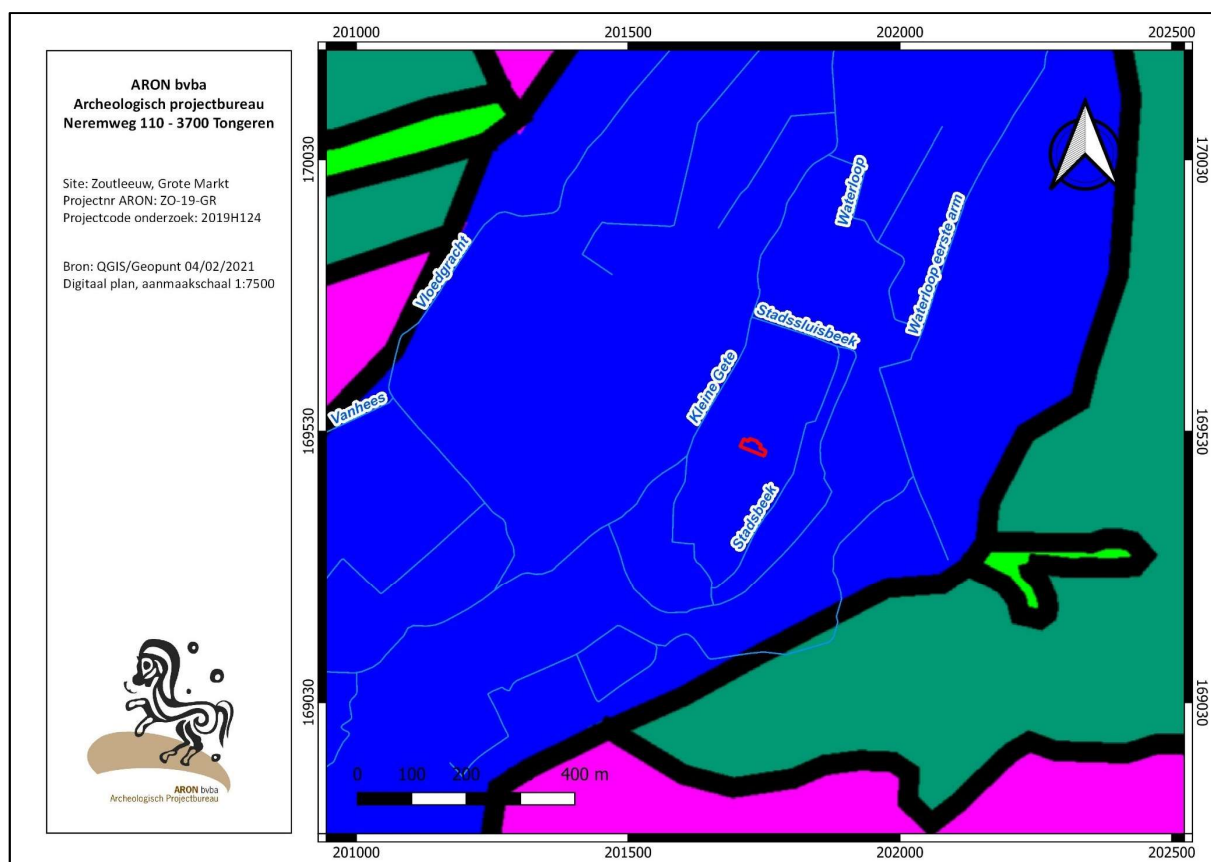 ARON bvba
Archeologisch projectbureau
Neremweg 110 - 3700 Tongeren
Site: Zoutleeuw, Grote Markt
Projectnr ARON: ZO-19-GR
Projectcode onderzoek: 2019H124
Bron: QGIS/Geopunt 04/02/2021
Digitaal plan, aanmaakschaal 1:7500
ARON bvba
Archeologisch Projectbureau
201000 201500 202000 202500
170030 170030
Waterloop
Waterloop eerste arm
Vloedgracht
Stadssluisbeek
Kleine Gete
Vanhees
169530 169530
Stadsbeek
169030 169030
0 100 200 400 m
201000 201500 202000 202500